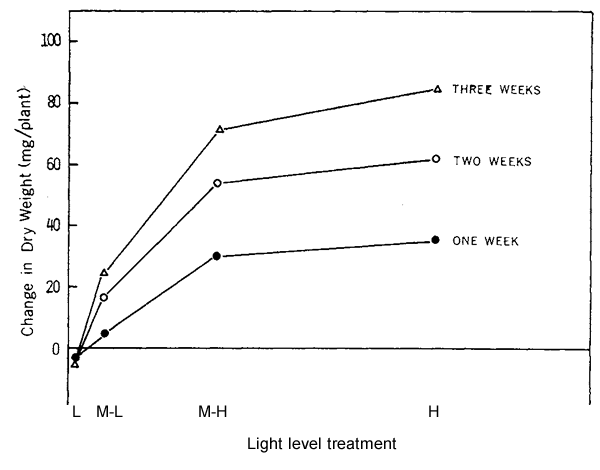 100
80
60
40
20
0
Change in Dry Weight (mg/plant)
THREE WEEKS
TWO WEEKS
ONE WEEK
L M-L M-H H
Light level treatment